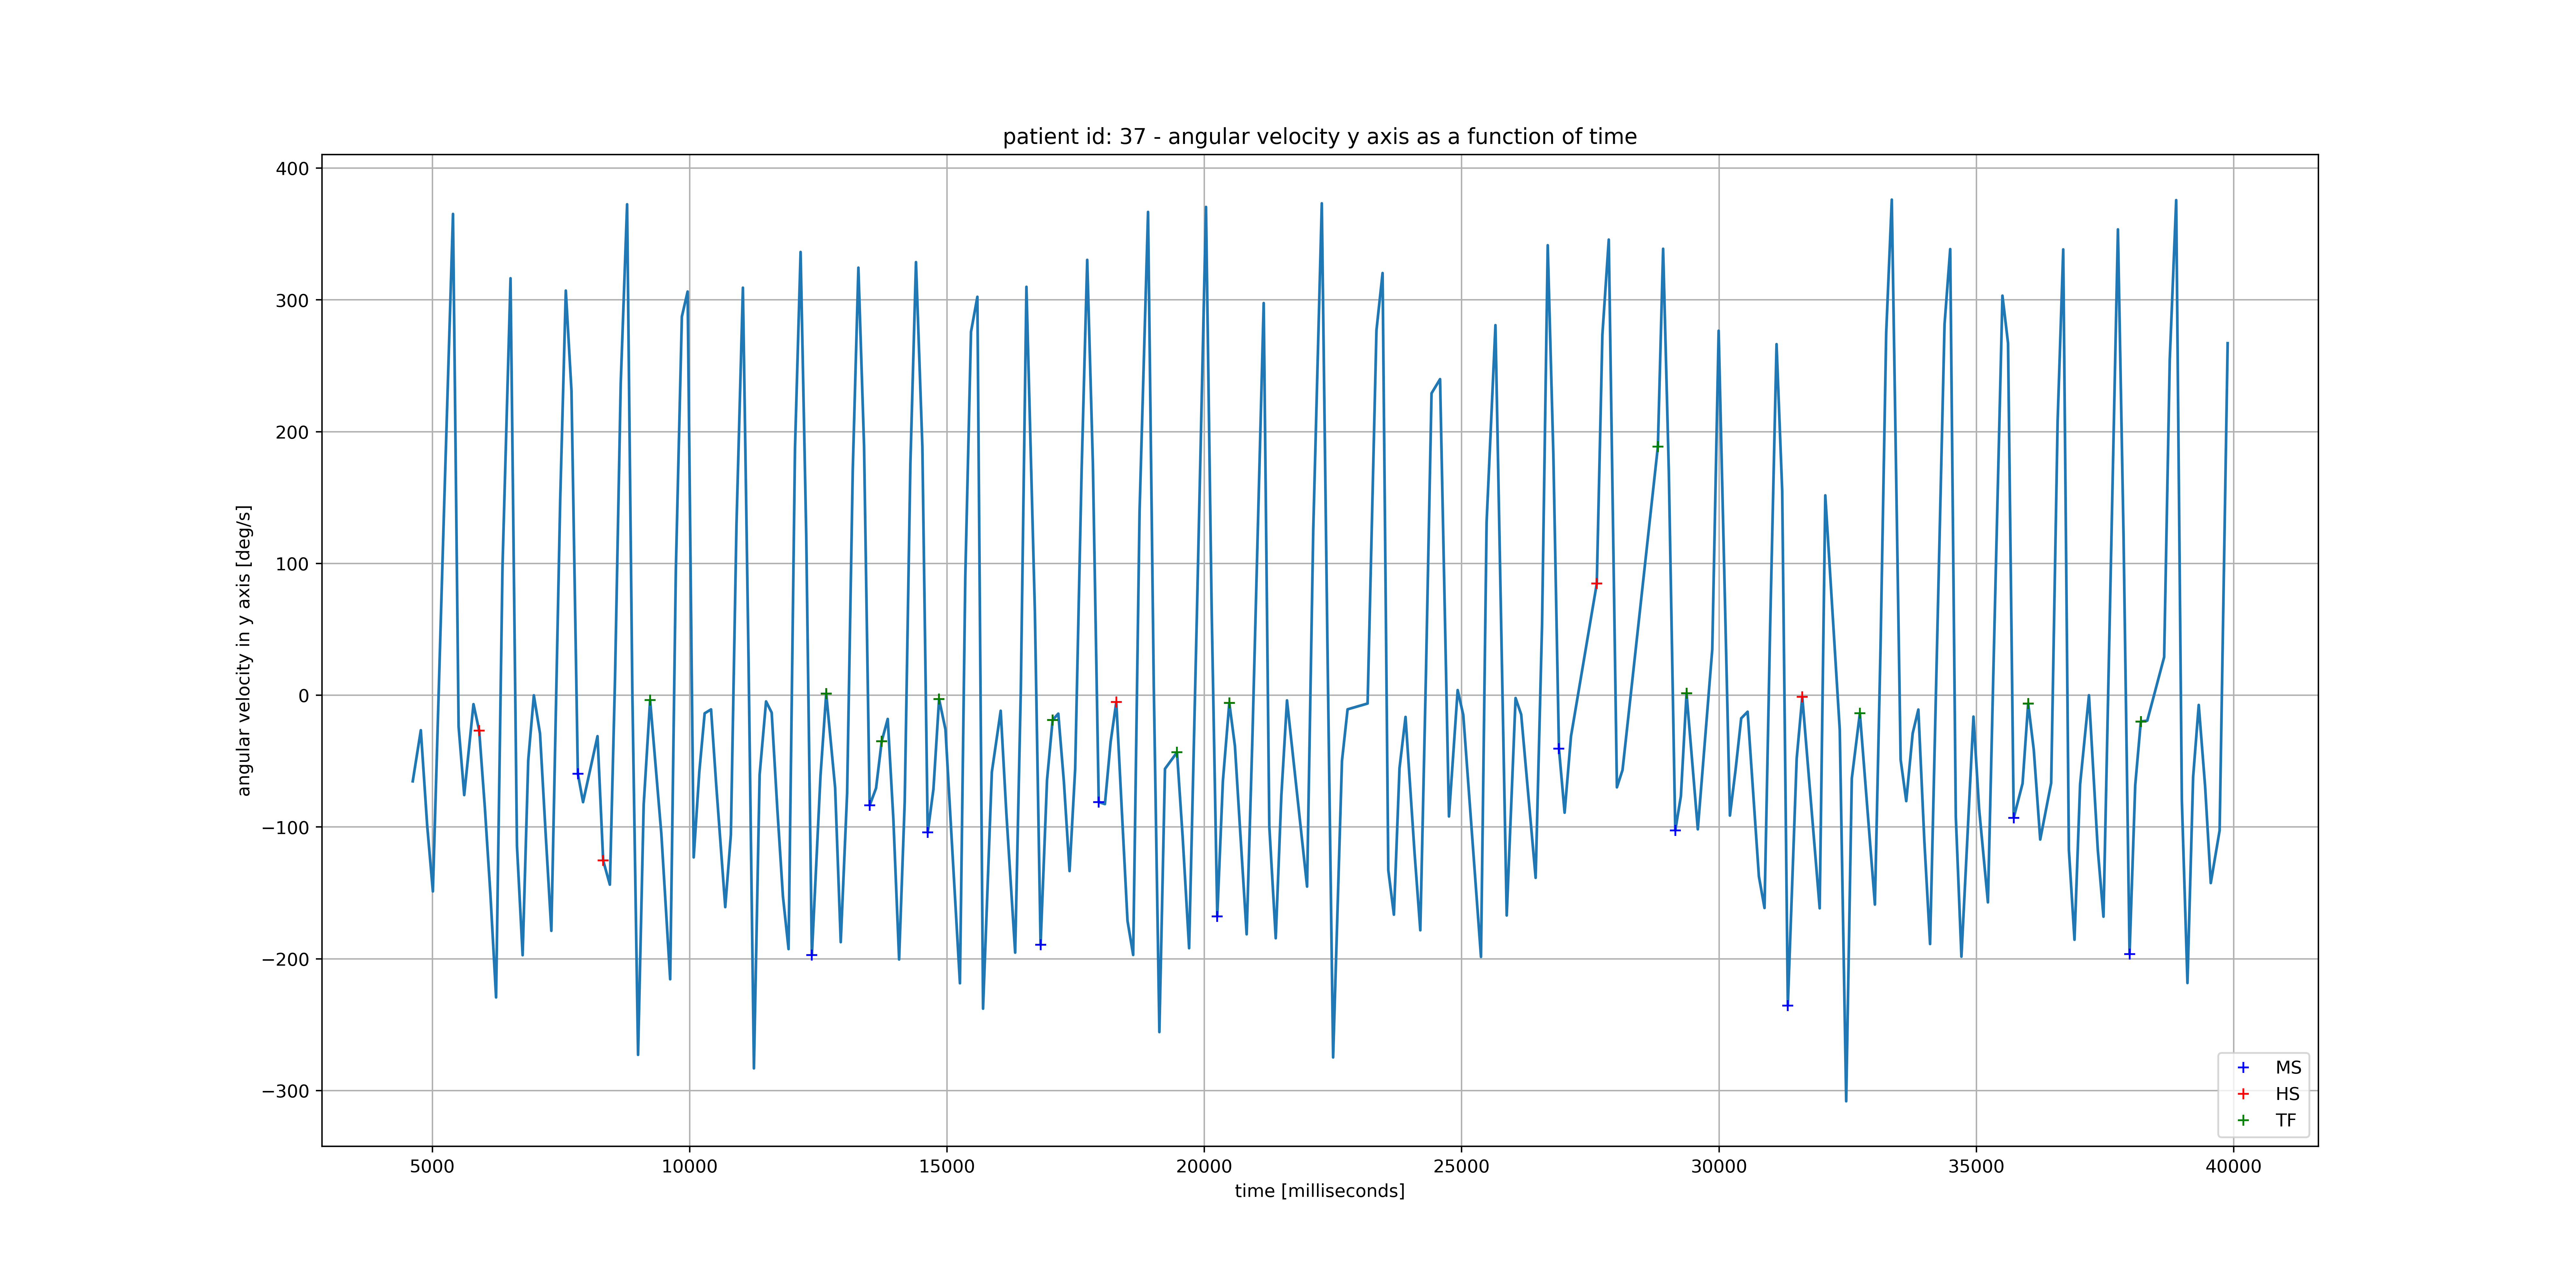 patient id: 37 - angular velocity y axis as a function of time
angular velocity in y axis [deg/s]
400
300
200
100
0
−100
−200
−300
5000 10000 15000 20000 25000 30000 35000 40000
time [milliseconds]
MS
HS
TF